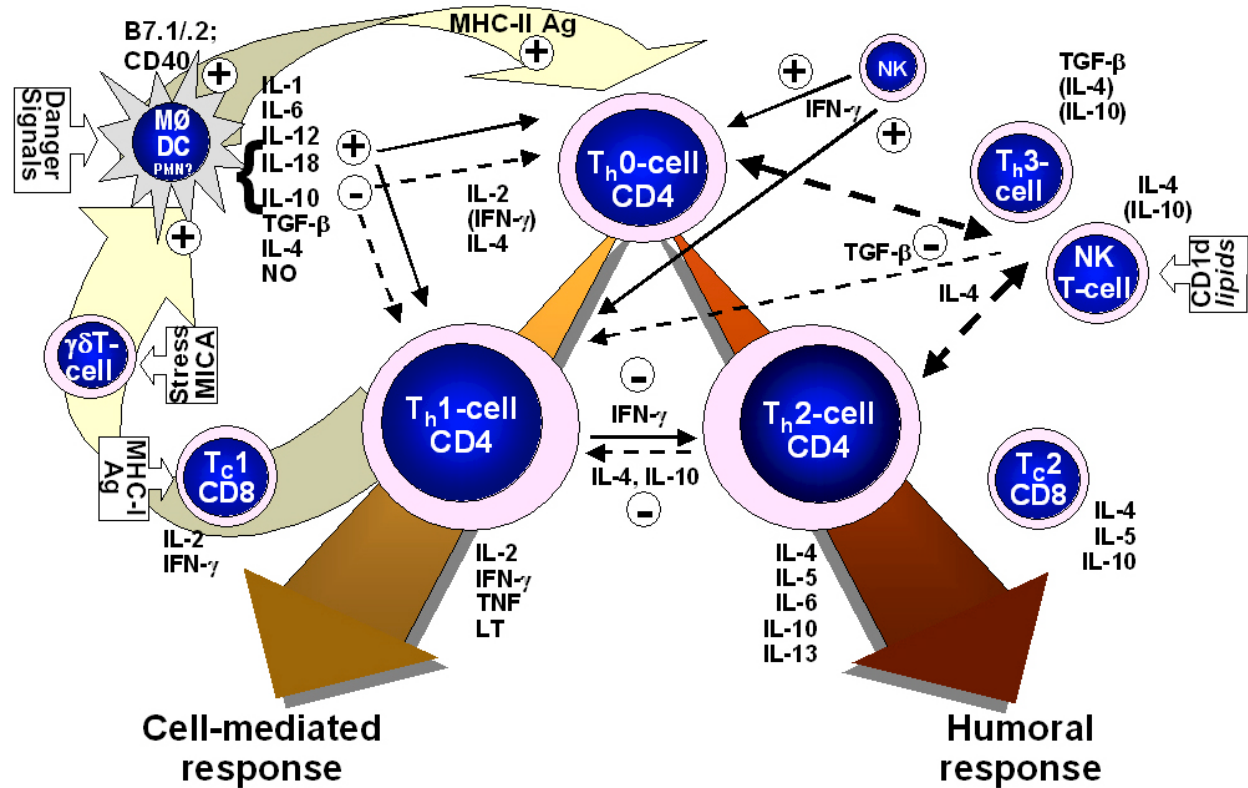 B7.1/.2;
CD40
MHC-II Ag
+
+
Danger
Signals
MØ
DC
PMN?
IL-1
IL-6
IL-12
IL-18
IL-10
TGF-β
IL-4
NO
{
+
-
+
IL-2
(IFN-γ)
IL-4
Th0-cell
CD4
+
NK
IFN-γ
+
TGF-β
(IL-4)
(IL-10)
Th3-
cell
IL-4
(IL-10)
NK
T-cell
CD1d
lipids
TGF-β
-
IL-4
γδT-
cell
Stress
MICA
MHC-I
Ag
Tc1
CD8
IL-2
IFN-γ
Th1-cell
CD4
-
IFN-γ
IL-4, IL-10
-
Th2-cell
CD4
Tc2
CD8
IL-4
IL-5
IL-10
IL-2
IFN-γ
TNF
LT
IL-4
IL-5
IL-6
IL-10
IL-13
Cell-mediated
response
Humoral
response